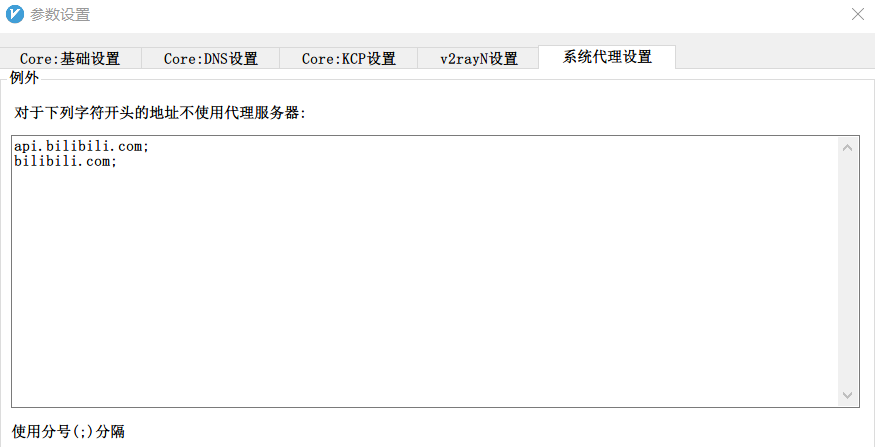 参数设置
Core:基础设置 Core:DNS设置 Core:KCP设置 v2rayN设置 系统代理设置
例外
对于下列字符开头的地址不使用代理服务器:
api.bilibili.com;
bilibili.com;
使用分号(;)分隔